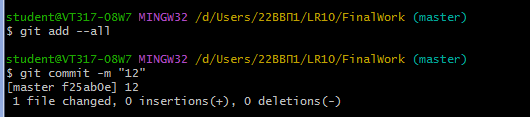 student@VT317-08W7 MINGW32 /d/Users/22ВВП1/LR10/FinalWork (master)
$ git add --all
student@VT317-08W7 MINGW32 /d/Users/22ВВП1/LR10/FinalWork (master)
$ git commit -m "12"
[master f25ab0e] 12
1 file changed, 0 insertions(+), 0 deletions(-)